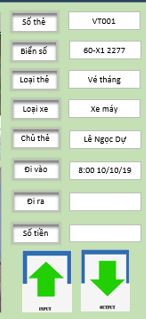 Số thẻ VT001
Biển số 60-X1 2277
Loại thẻ Vé tháng
Loại xe Xe máy
Chủ thẻ Lê Ngọc Dự
Đi vào 8:00 10/10/19
Đi ra
Số tiền
INPUT OUTPUT